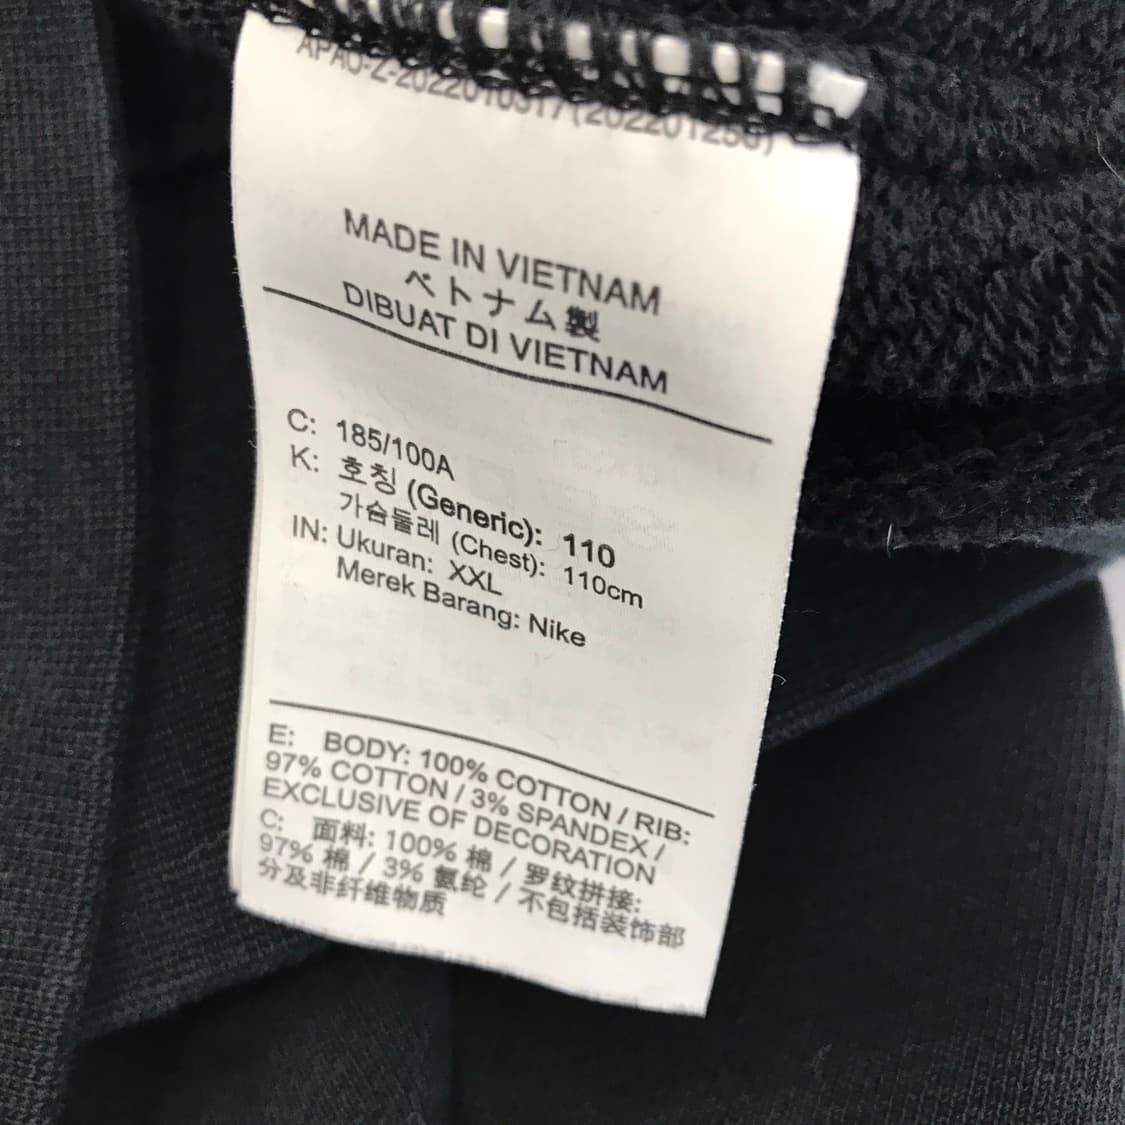 APAO-Z-2022010317(202201250)
MADE IN VIETNAM
ベトナム製
DIBUAT DI VIETNAM
C: 185/100A
K: 호칭 (Generic): 110
가슴둘레 (Chest): 110cm
IN: Ukuran: XXL
Merek Barang: Nike
E: BODY: 100% COTTON / RIB:
97% COTTON / 3% SPANDEX /
EXCLUSIVE OF DECORATION
C: 面料: 100% 棉 / 罗纹拼接:
97% 棉 / 3% 氨纶 / 不包括装饰部
分及非纤维物质